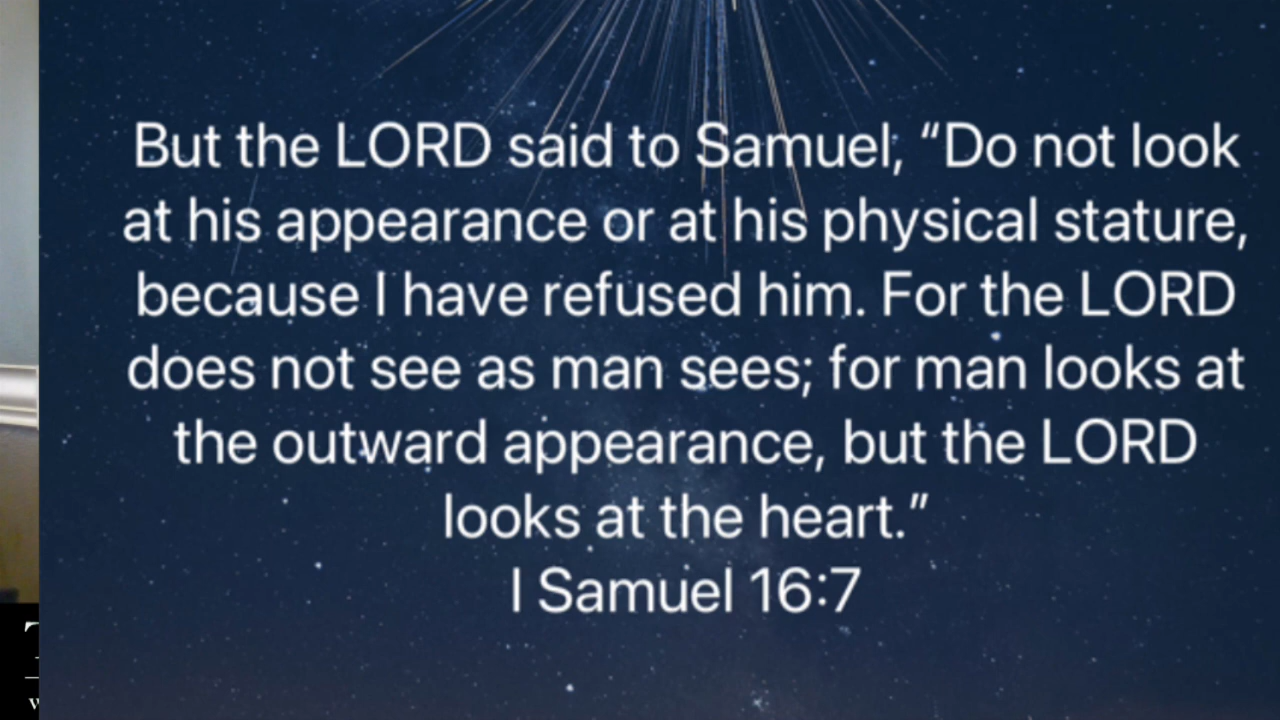 But the LORD said to Samuel, “Do not look
at his appearance or at his physical stature,
because I have refused him. For the LORD
does not see as man sees; for man looks at
the outward appearance, but the LORD
looks at the heart.”
I Samuel 16:7